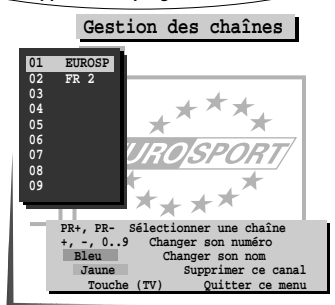 Gestion des chaînes
01 EUROSP
02 FR 2
03
04
05
06
07
08
09
EUROSPORT
PR+, PR- Sélectionner une chaîne
+, -, 0..9 Changer son numéro
Bleu Changer son nom
Jaune Supprimer ce canal
Touche (TV) Quitter ce menu